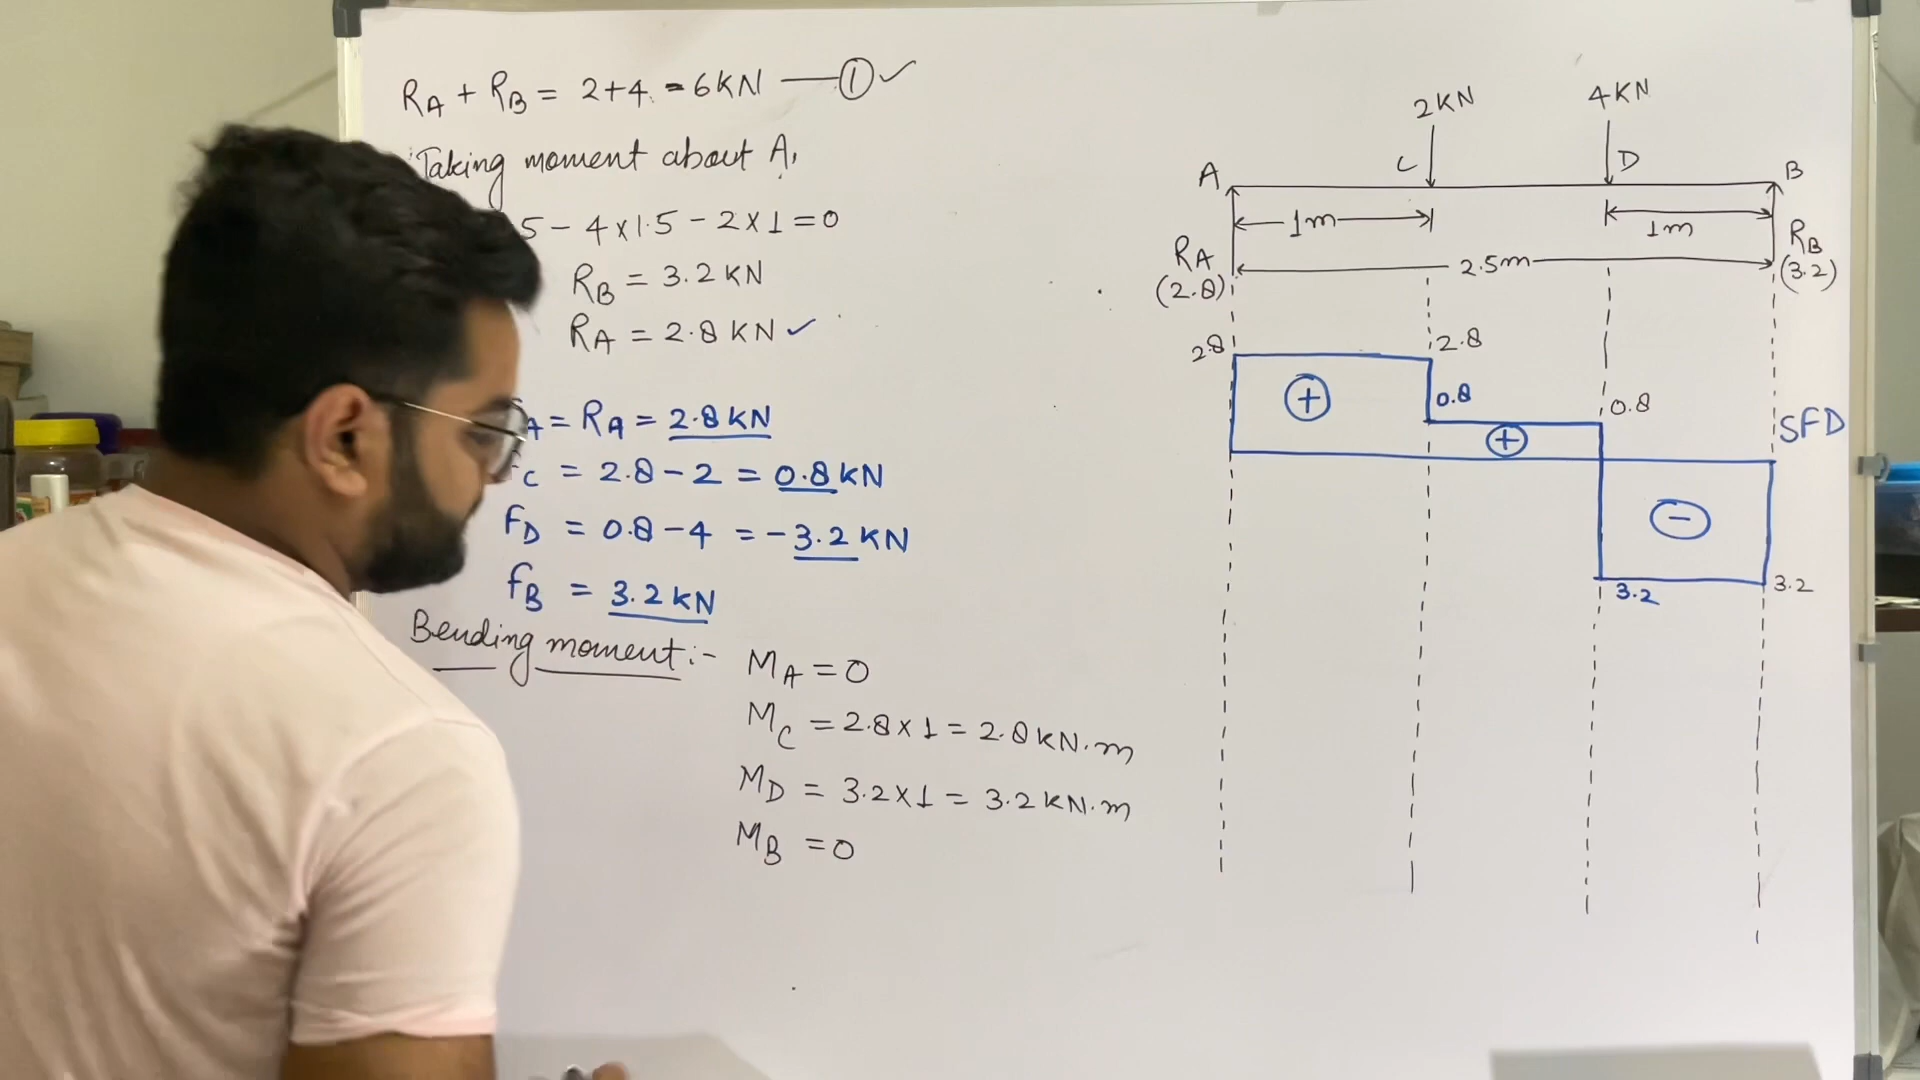 RA + RB = 2+4 = 6KN —①✓
Taking moment about A,
5 - 4×1.5 - 2×1=0
RB = 3.2 KN
RA = 2.8 KN ✓
A = RA = 2.8 KN
C = 2.8-2 = 0.8 KN
FD = 0.8-4 = -3.2 KN
FB = 3.2 KN
Bending moment:-
MA = 0
MC = 2.8×1 = 2.8 KN.m
MD = 3.2×1 = 3.2 KN.m
MB = 0
2KN 4KN
A C D B
1m 1m
RA 2.5m RB
(2.8) (3.2)
2.8 2.8
+ 0.8 0.8
+ SFD
-
3.2 3.2